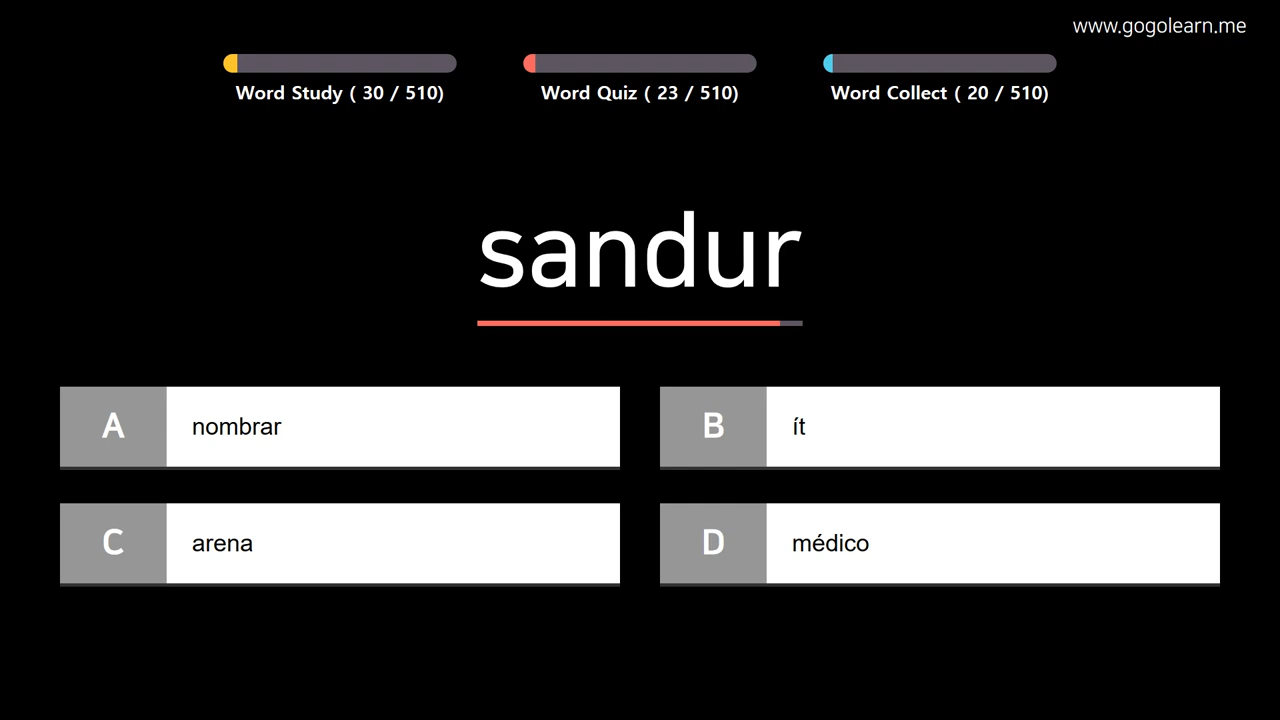 www.gogolearn.me
Word Study ( 30 / 510)
Word Quiz ( 23 / 510)
Word Collect ( 20 / 510)
sandur
A nombrar
B ít
C arena
D médico